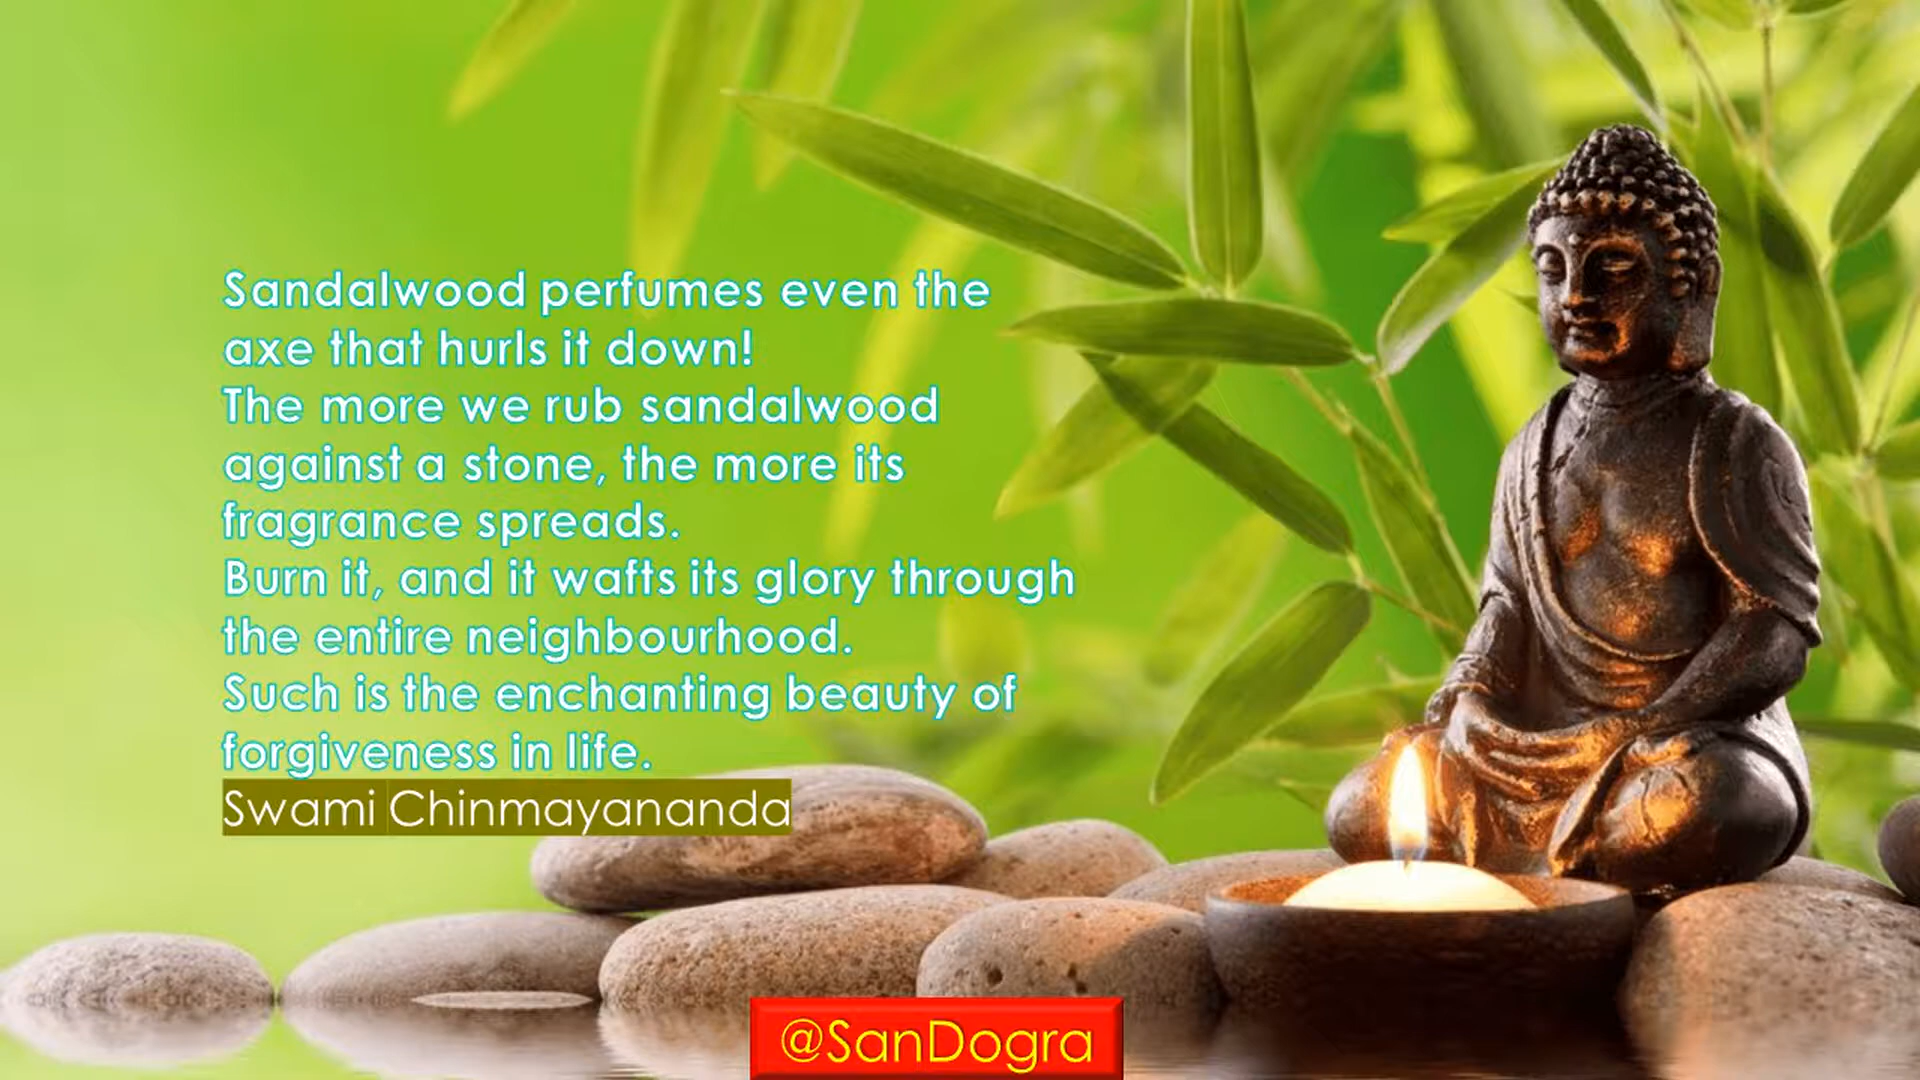 Sandalwood perfumes even the
axe that hurls it down!
The more we rub sandalwood
against a stone, the more its
fragrance spreads.
Burn it, and it wafts its glory through
the entire neighbourhood.
Such is the enchanting beauty of
forgiveness in life.
Swami Chinmayananda
@SanDogra